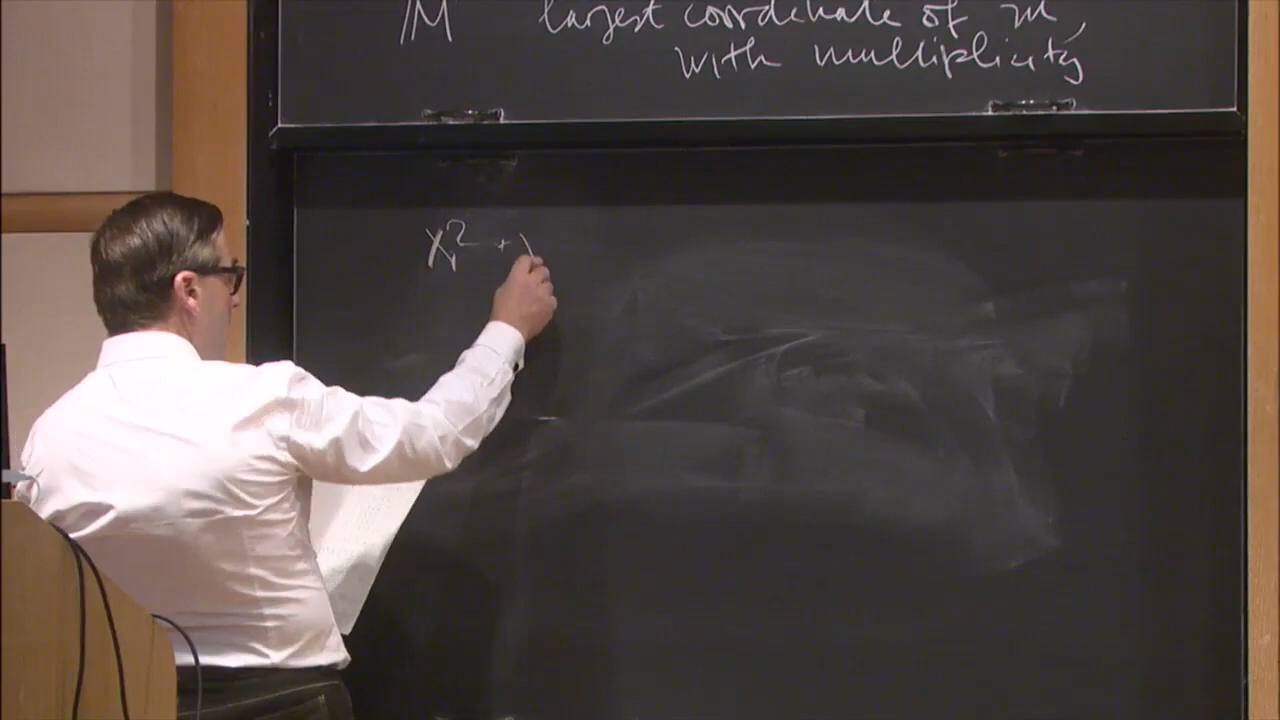 M largest coordinate of m,
with multiplicity
x₁² +